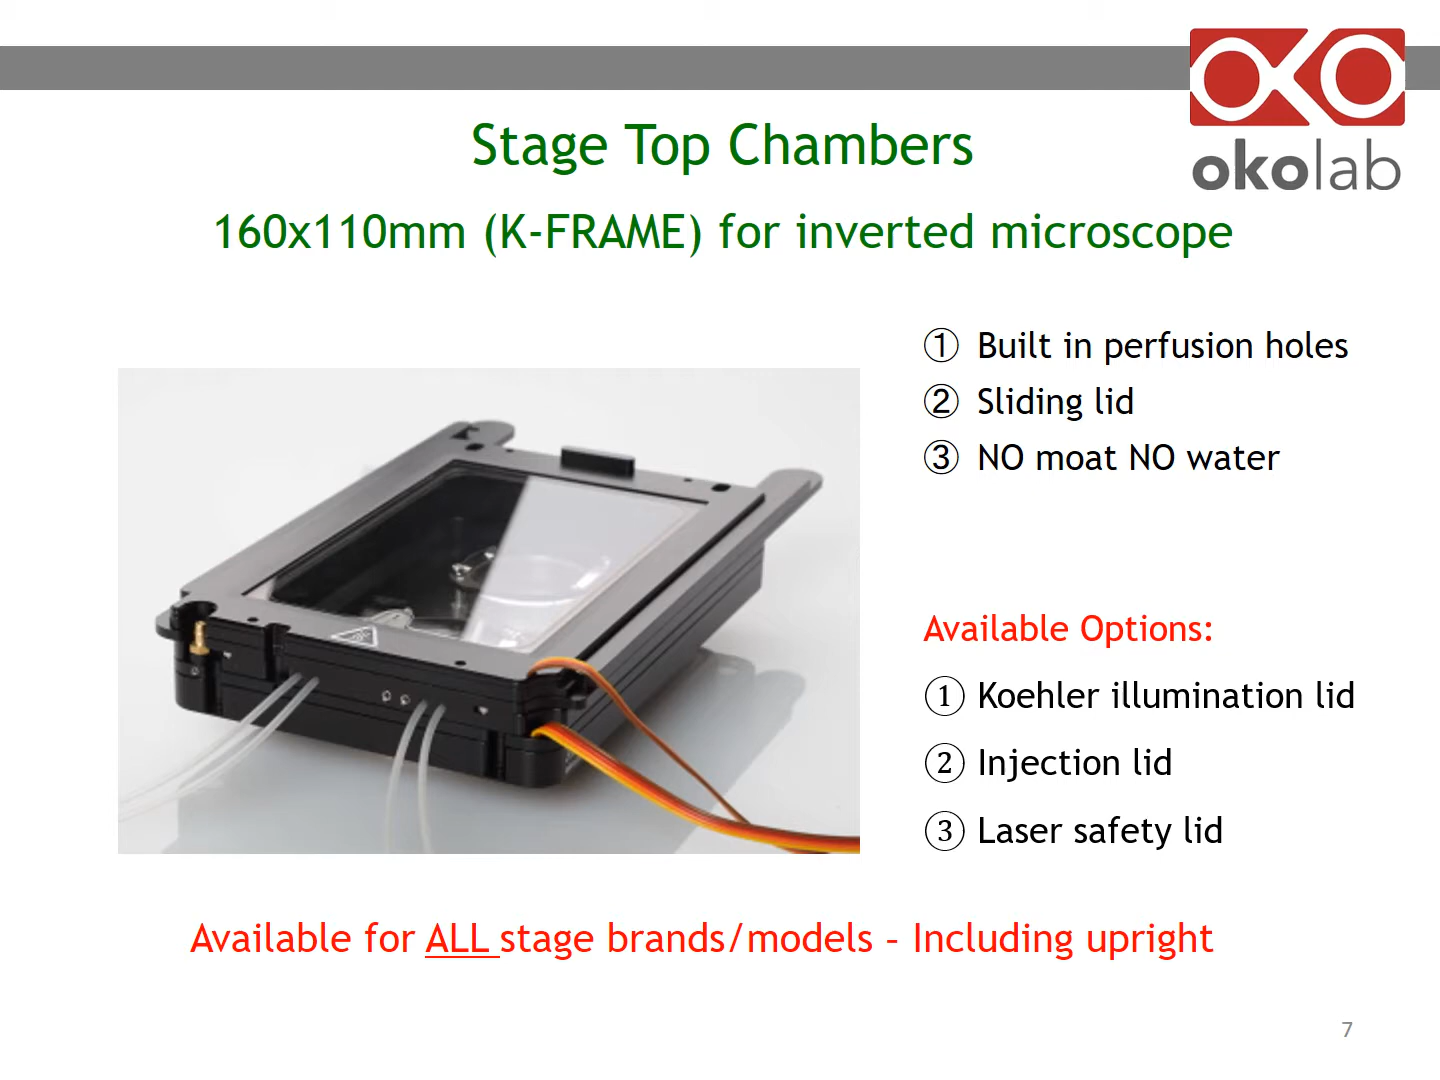 okolab
Stage Top Chambers
160x110mm (K-FRAME) for inverted microscope
① Built in perfusion holes
② Sliding lid
③ NO moat NO water
Available Options:
① Koehler illumination lid
② Injection lid
③ Laser safety lid
Available for ALL stage brands/models – Including upright
7